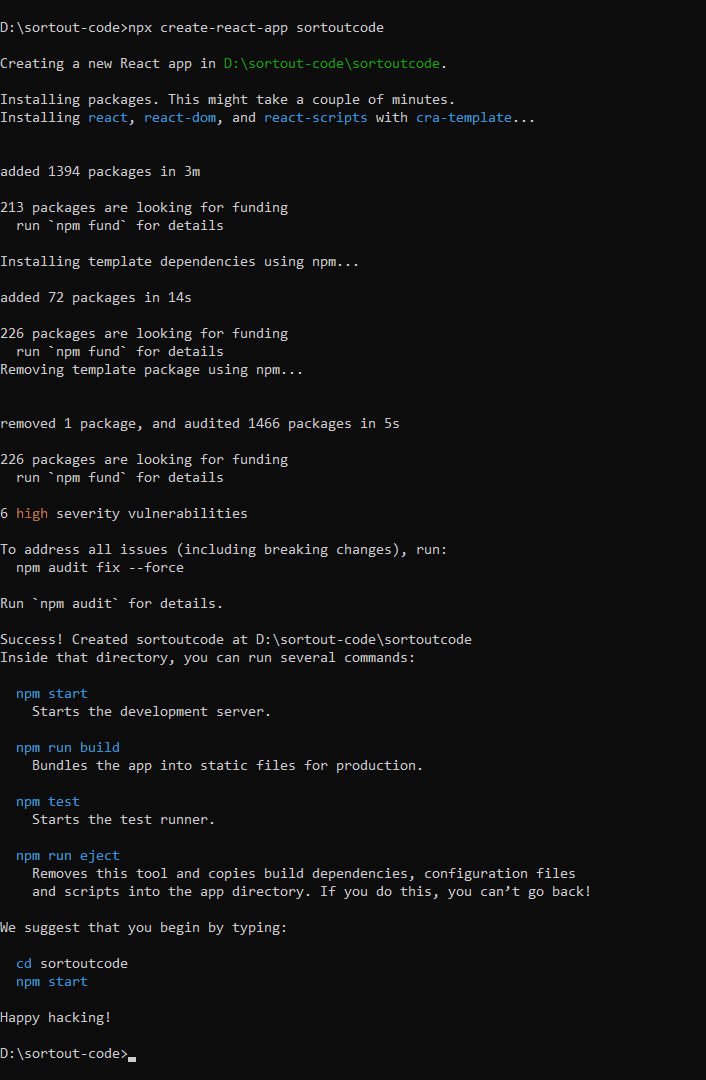 D:\sortout-code>npx create-react-app sortoutcode
Creating a new React app in D:\sortout-code\sortoutcode.
Installing packages. This might take a couple of minutes.
Installing react, react-dom, and react-scripts with cra-template...
added 1394 packages in 3m
213 packages are looking for funding
  run `npm fund` for details
Installing template dependencies using npm...
added 72 packages in 14s
226 packages are looking for funding
  run `npm fund` for details
Removing template package using npm...
removed 1 package, and audited 1466 packages in 5s
226 packages are looking for funding
  run `npm fund` for details
6 high severity vulnerabilities
To address all issues (including breaking changes), run:
  npm audit fix --force
Run `npm audit` for details.
Success! Created sortoutcode at D:\sortout-code\sortoutcode
Inside that directory, you can run several commands:
  npm start
    Starts the development server.
  npm run build
    Bundles the app into static files for production.
  npm test
    Starts the test runner.
  npm run eject
    Removes this tool and copies build dependencies, configuration files
    and scripts into the app directory. If you do this, you can’t go back!
We suggest that you begin by typing:
  cd sortoutcode
  npm start
Happy hacking!
D:\sortout-code>